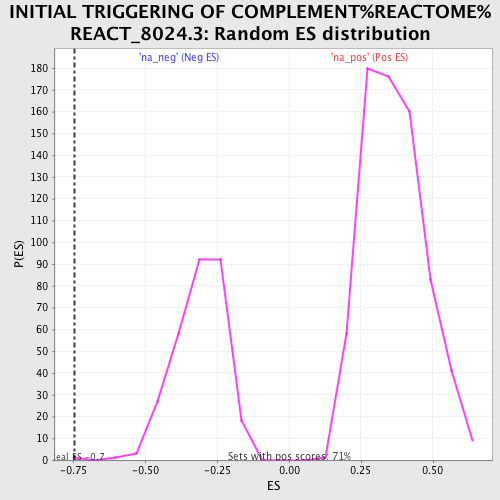 INITIAL TRIGGERING OF COMPLEMENT%REACTOME%
REACT_8024.3: Random ES distribution
'na_neg' (Neg ES) 'na_pos' (Pos ES)
180
170
160
150
140
130
120
110
100
90
80
70
60
50
40
30
20
10
0
P(ES)
eal ES -0.7 Sets with pos scores: 71%
-0.75 -0.50 -0.25 0.00 0.25 0.50
ES